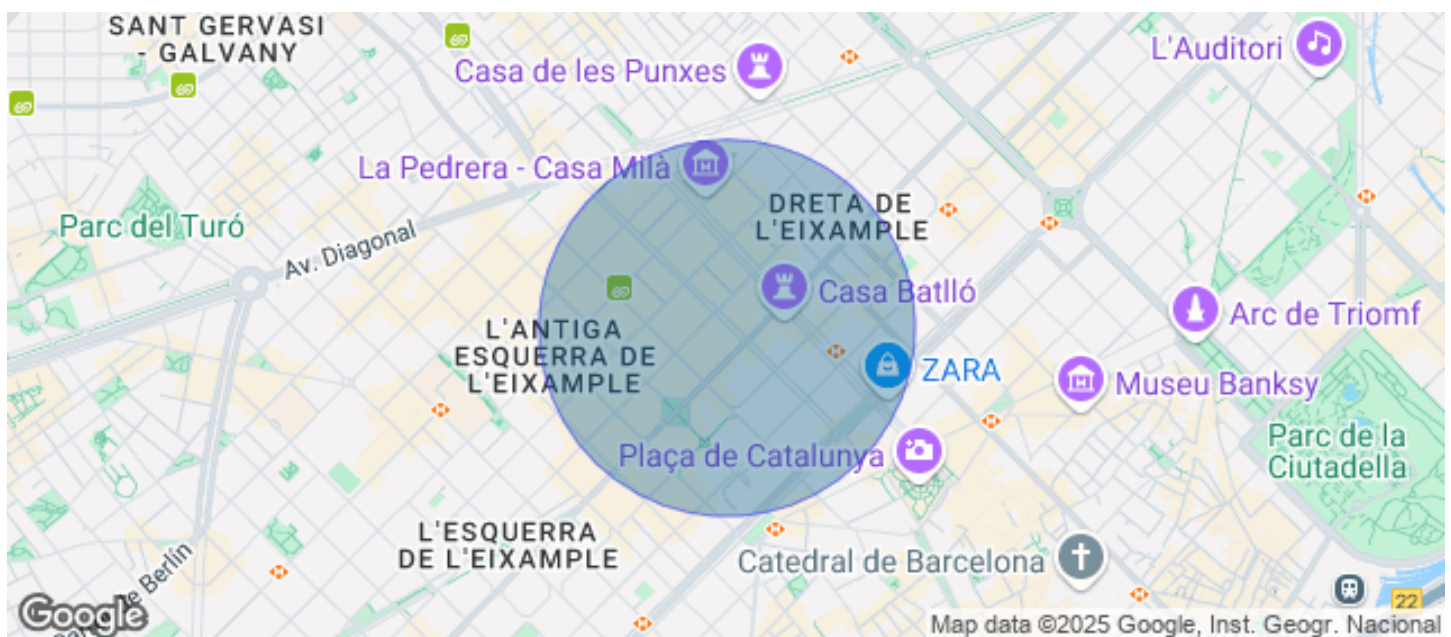 SANT GERVASI
- GALVANY
Casa de les Punxes
L'Auditori
La Pedrera - Casa Milà
DRETA DE
L'EIXAMPLE
Parc del Turó
Av. Diagonal
Casa Batlló
Arc de Triomf
L'ANTIGA
ESQUERRA DE
L'EIXAMPLE
ZARA
Museu Banksy
Plaça de Catalunya
Parc de la
Ciutadella
L'ESQUERRA
DE L'EIXAMPLE
Catedral de Barcelona
de Berlín
22
Google
Map data ©2025 Google, Inst. Geogr. Nacional